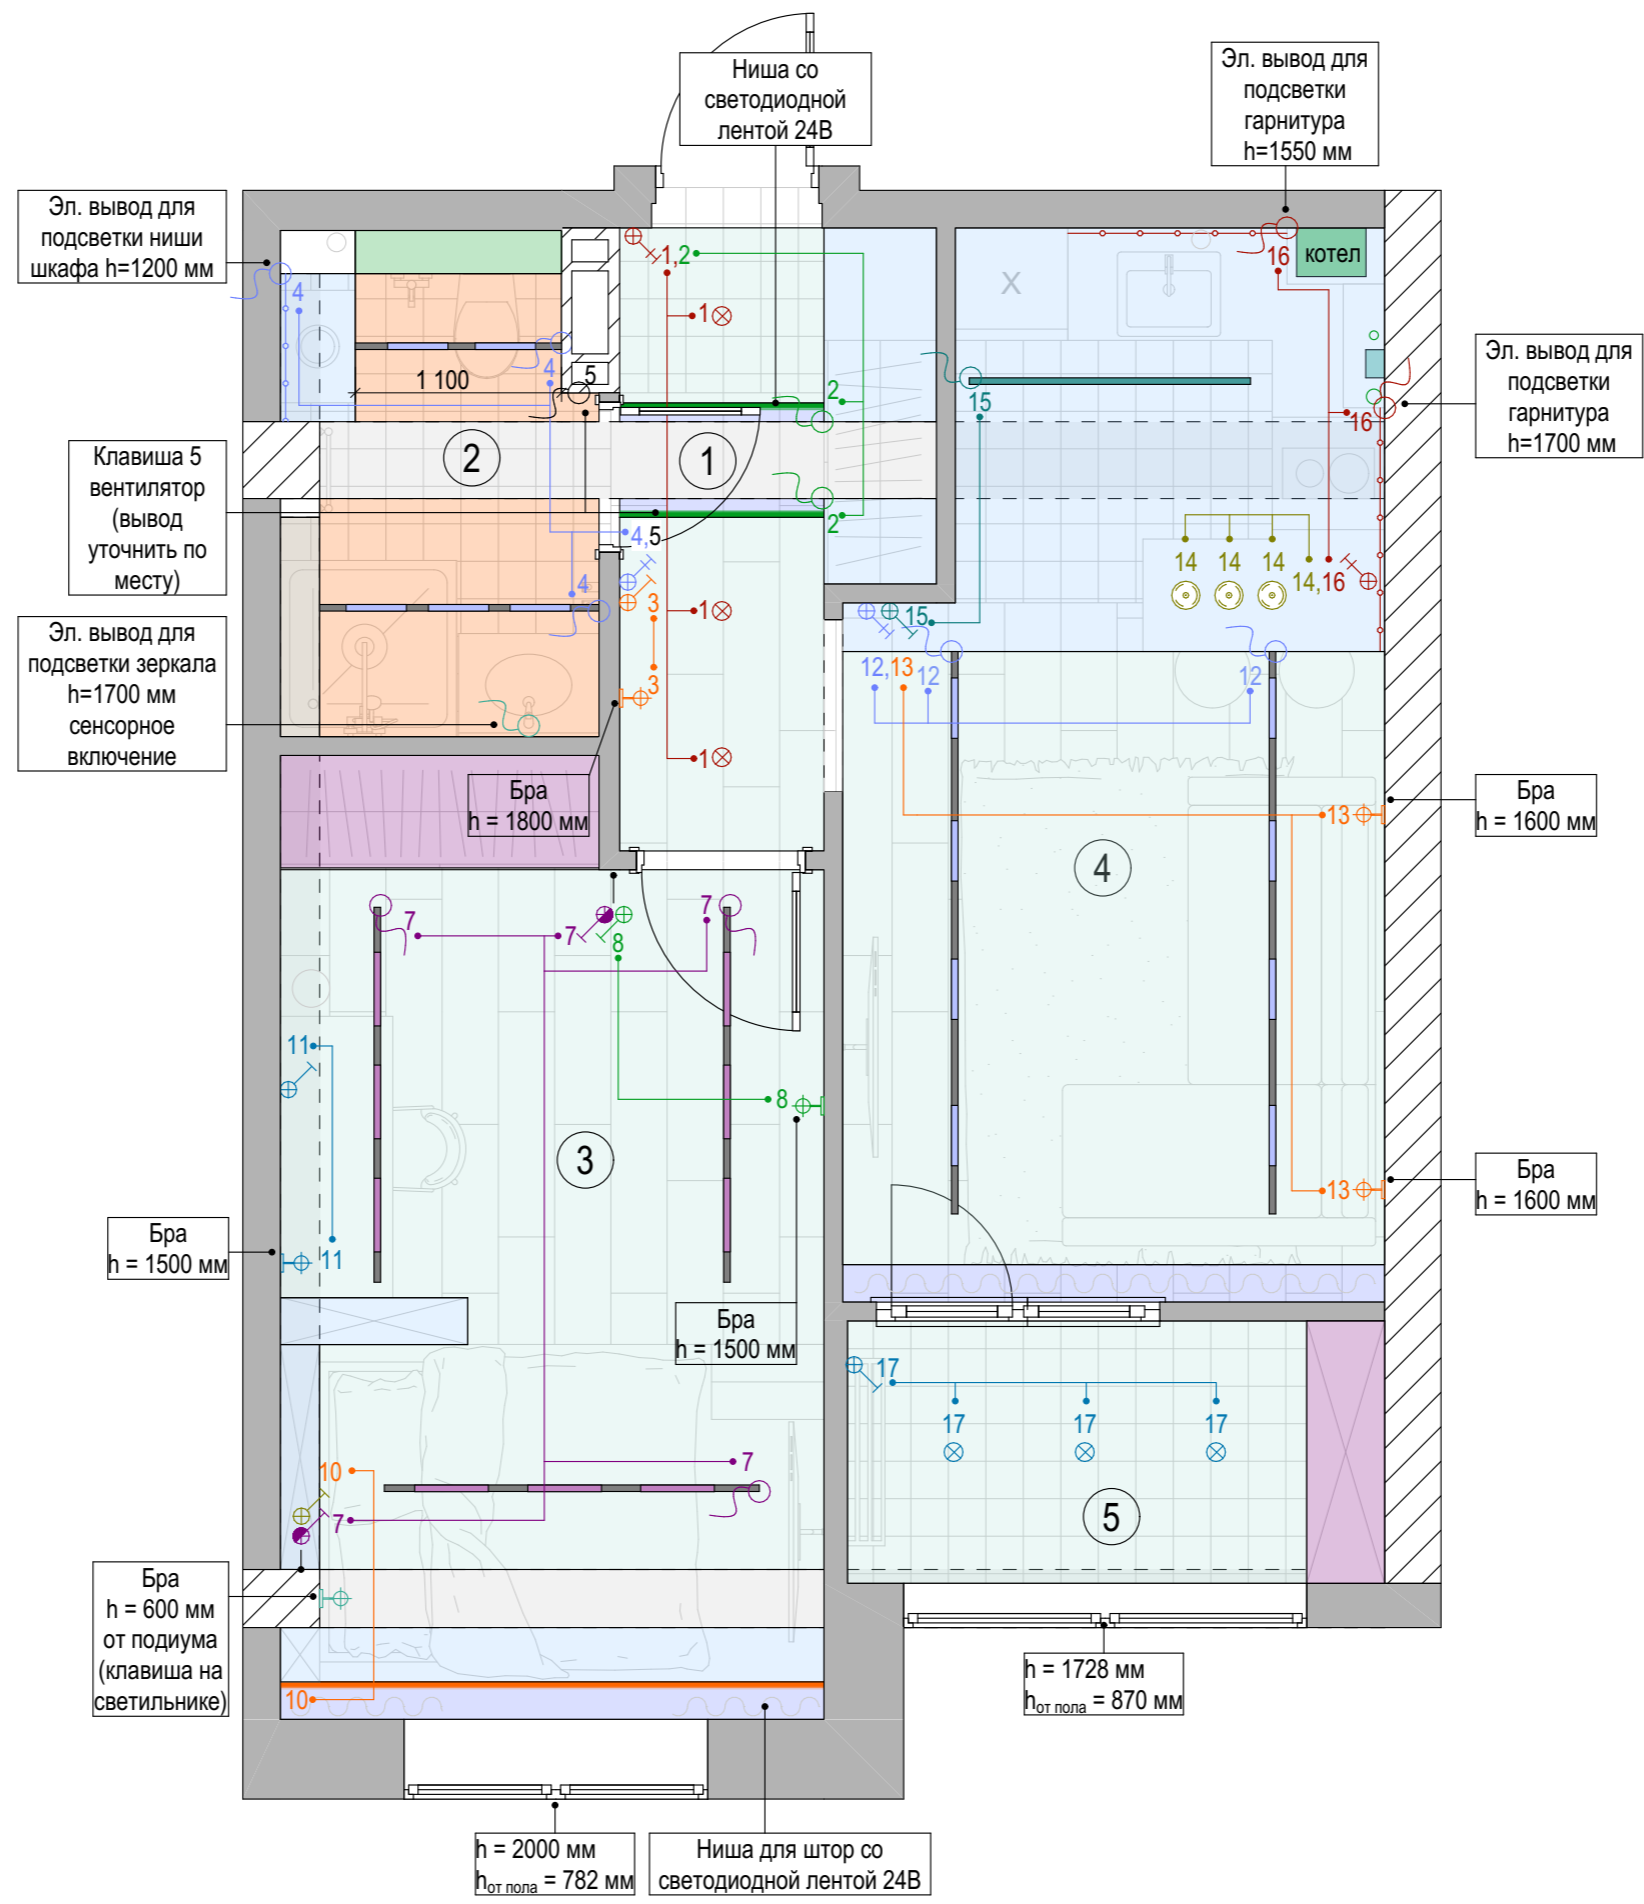 Ниша со
светодиодной
лентой 24В
Эл. вывод для
подсветки
гарнитура
h=1550 мм
Эл. вывод для
подсветки ниши
шкафа h=1200 мм
1,2
16
котел
X
4
1
Эл. вывод для
подсветки
гарнитура
h=1700 мм
4
5
1 100
2
15
16
Клавиша 5
вентилятор
(вывод
уточнить по
месту)
2
1
2
4,5
14
14
14
14,16
4
3
1
15
Эл. вывод для
подсветки зеркала
h=1700 мм
сенсорное
включение
3
12,13
12
12
1
Бра
h = 1800 мм
13
Бра
h = 1600 мм
4
7
7
7
8
11
8
3
13
Бра
h = 1600 мм
Бра
h = 1500 мм
11
Бра
h = 1500 мм
17
17
17
17
10
7
7
5
Бра
h = 600 мм
от подиума
(клавиша на
светильнике)
10
h = 1728 мм
hот пола = 870 мм
h = 2000 мм
hот пола = 782 мм
Ниша для штор со
светодиодной лентой 24В